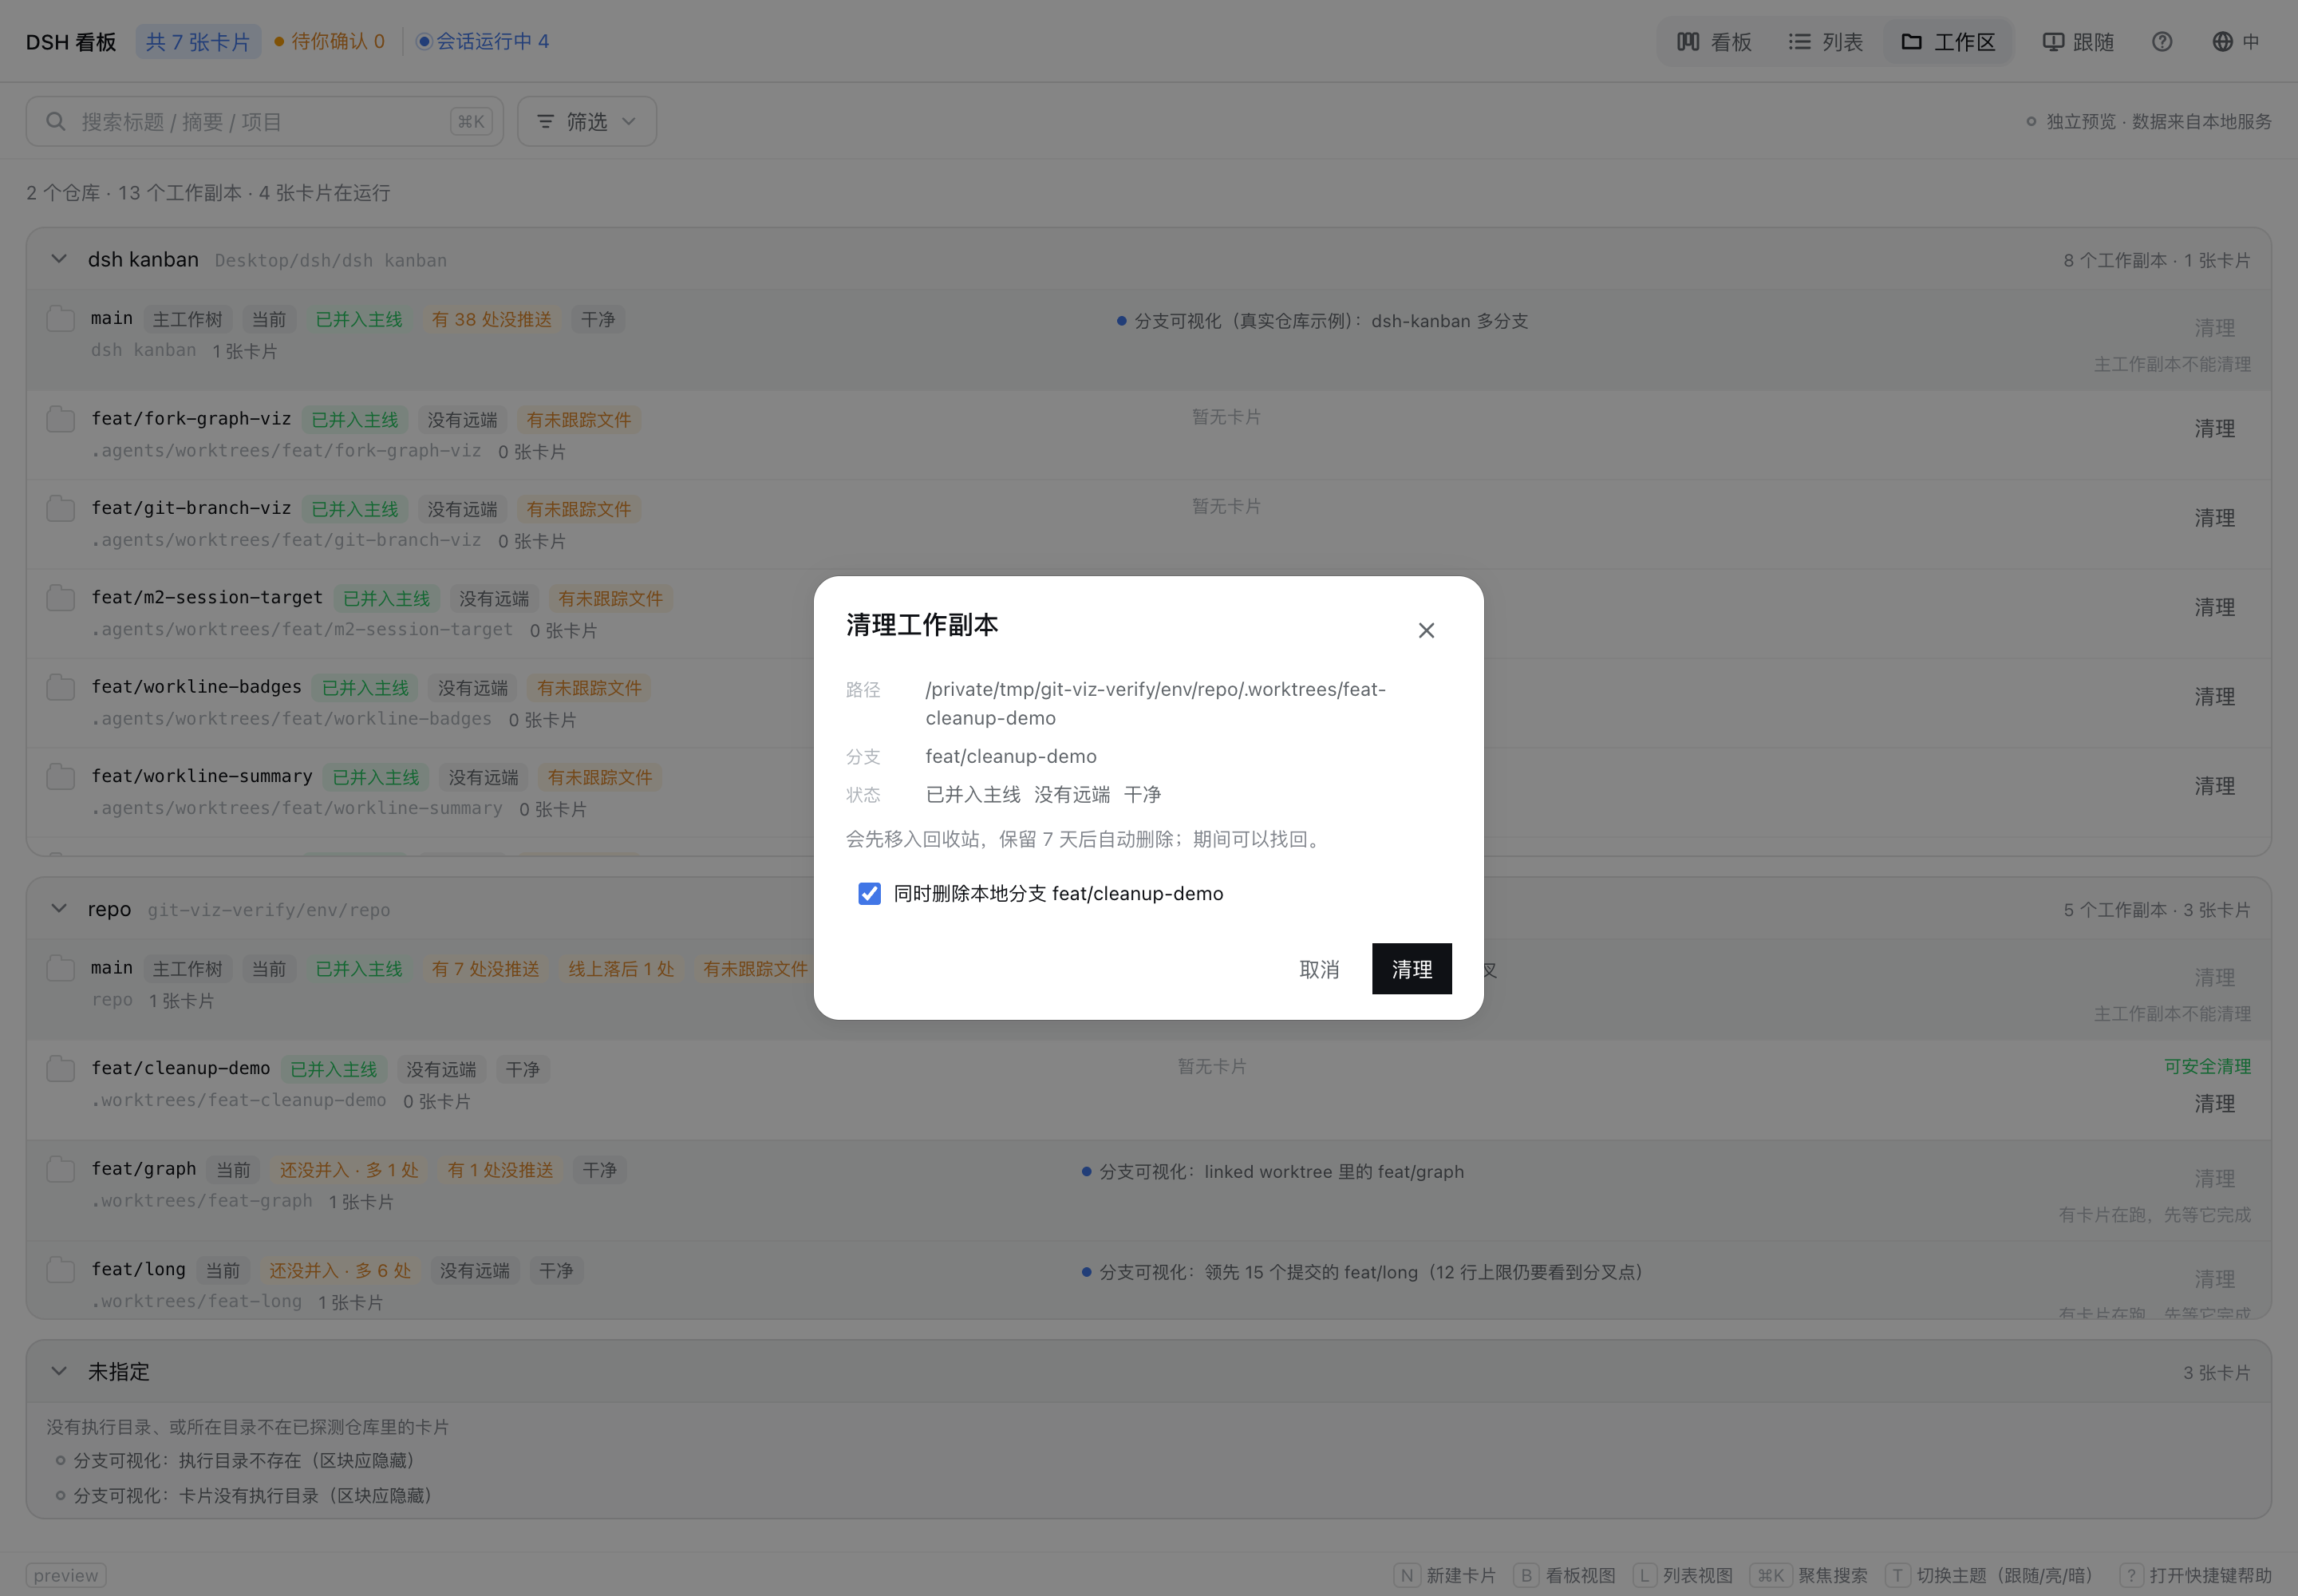 DSH 看板 共 7 张卡片 待你确认 0 会话运行中 4 看板 列表 工作区 跟随 中
搜索标题 / 摘要 / 项目 ⌘K 筛选 独立预览 · 数据来自本地服务
2 个仓库 · 13 个工作副本 · 4 张卡片在运行
dsh kanban Desktop/dsh/dsh kanban 8 个工作副本 · 1 张卡片
main 主工作树 当前 已并入主线 有 38 处没推送 干净 分支可视化（真实仓库示例）：dsh-kanban 多分支 清理
dsh kanban 1 张卡片 主工作副本不能清理
feat/fork-graph-viz 已并入主线 没有远端 有未跟踪文件 暂无卡片 清理
.agents/worktrees/feat/fork-graph-viz 0 张卡片
feat/git-branch-viz 已并入主线 没有远端 有未跟踪文件 暂无卡片 清理
.agents/worktrees/feat/git-branch-viz 0 张卡片
feat/m2-session-target 已并入主线 没有远端 有未跟踪文件 清理
.agents/worktrees/feat/m2-session-target 0 张卡片
feat/workline-badges 已并入主线 没有远端 有未跟踪文件 清理
.agents/worktrees/feat/workline-badges 0 张卡片
feat/workline-summary 已并入主线 没有远端 有未跟踪文件 清理
.agents/worktrees/feat/workline-summary 0 张卡片
清理工作副本
路径 /private/tmp/git-viz-verify/env/repo/.worktrees/feat-
cleanup-demo
分支 feat/cleanup-demo
状态 已并入主线 没有远端 干净
会先移入回收站，保留 7 天后自动删除；期间可以找回。
同时删除本地分支 feat/cleanup-demo
取消 清理
repo git-viz-verify/env/repo 5 个工作副本 · 3 张卡片
main 主工作树 当前 已并入主线 有 7 处没推送 线上落后 1 处 有未跟踪文件 叉 清理
repo 1 张卡片 主工作副本不能清理
feat/cleanup-demo 已并入主线 没有远端 干净 暂无卡片 可安全清理
.worktrees/feat-cleanup-demo 0 张卡片 清理
feat/graph 当前 还没并入 · 多 1 处 有 1 处没推送 干净 分支可视化：linked worktree 里的 feat/graph 清理
.worktrees/feat-graph 1 张卡片 有卡片在跑，先等它完成
feat/long 当前 还没并入 · 多 6 处 没有远端 干净 分支可视化：领先 15 个提交的 feat/long（12 行上限仍要看到分叉点） 清理
.worktrees/feat-long 1 张卡片 有卡片在跑，先等它完成
未指定 3 张卡片
没有执行目录、或所在目录不在已探测仓库里的卡片
分支可视化：执行目录不存在（区块应隐藏）
分支可视化：卡片没有执行目录（区块应隐藏）
preview N 新建卡片 B 看板视图 L 列表视图 ⌘K 聚焦搜索 T 切换主题（跟随/亮/暗） ? 打开快捷键帮助